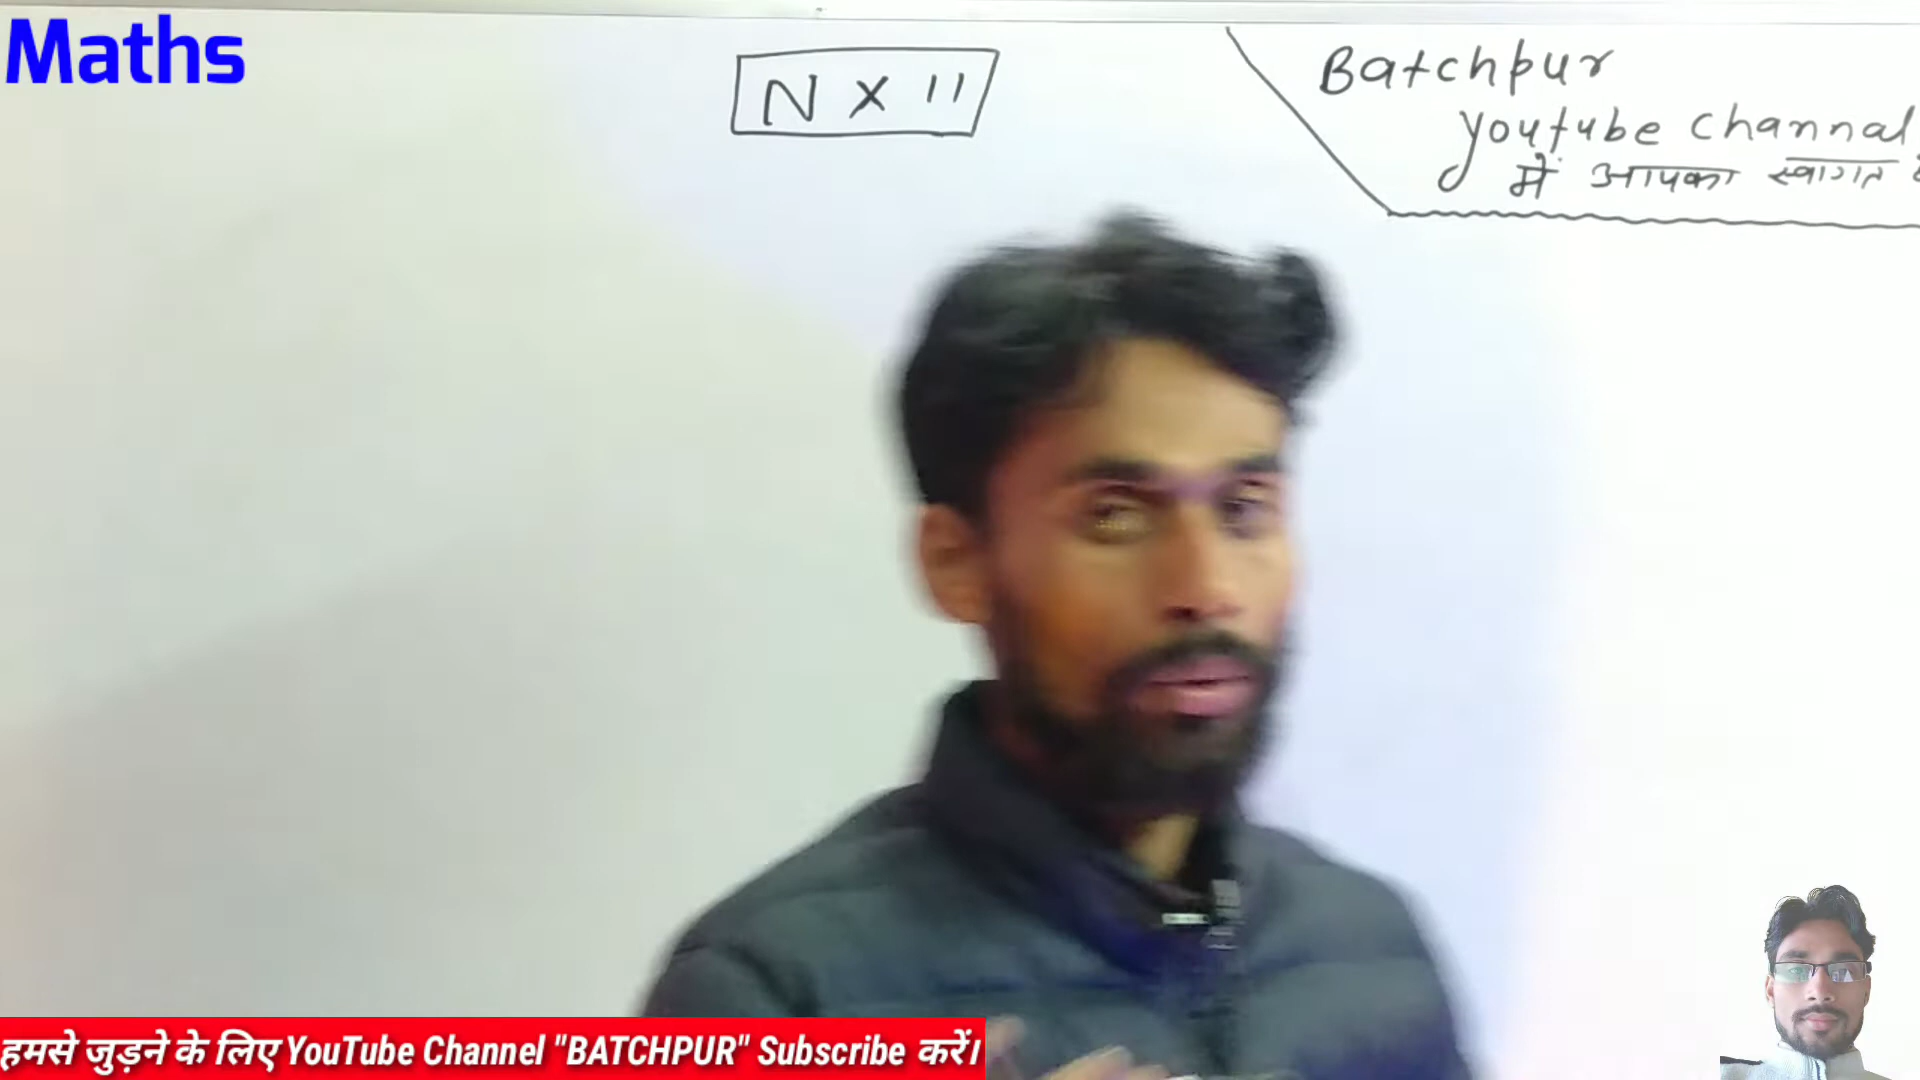 Maths
N x 11
Batchpur
Youtube Channal
में आपका स्वागत
हमसे जुड़ने के लिए YouTube Channel "BATCHPUR" Subscribe करें।